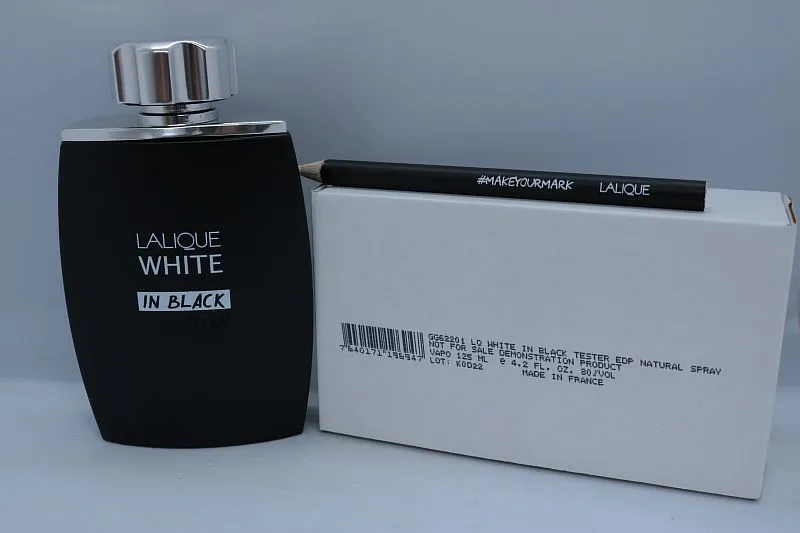 LALIQUE
WHITE
IN BLACK
#MAKEYOURMARK LALIQUE
7640171196947
GG62201 LQ WHITE IN BLACK TESTER EDP NATURAL SPRAY
NOT FOR SALE DEMONSTRATION PRODUCT
VAPO 125 ML e 4.2 FL. OZ. 80%VOL
LOT: K0D22 MADE IN FRANCE